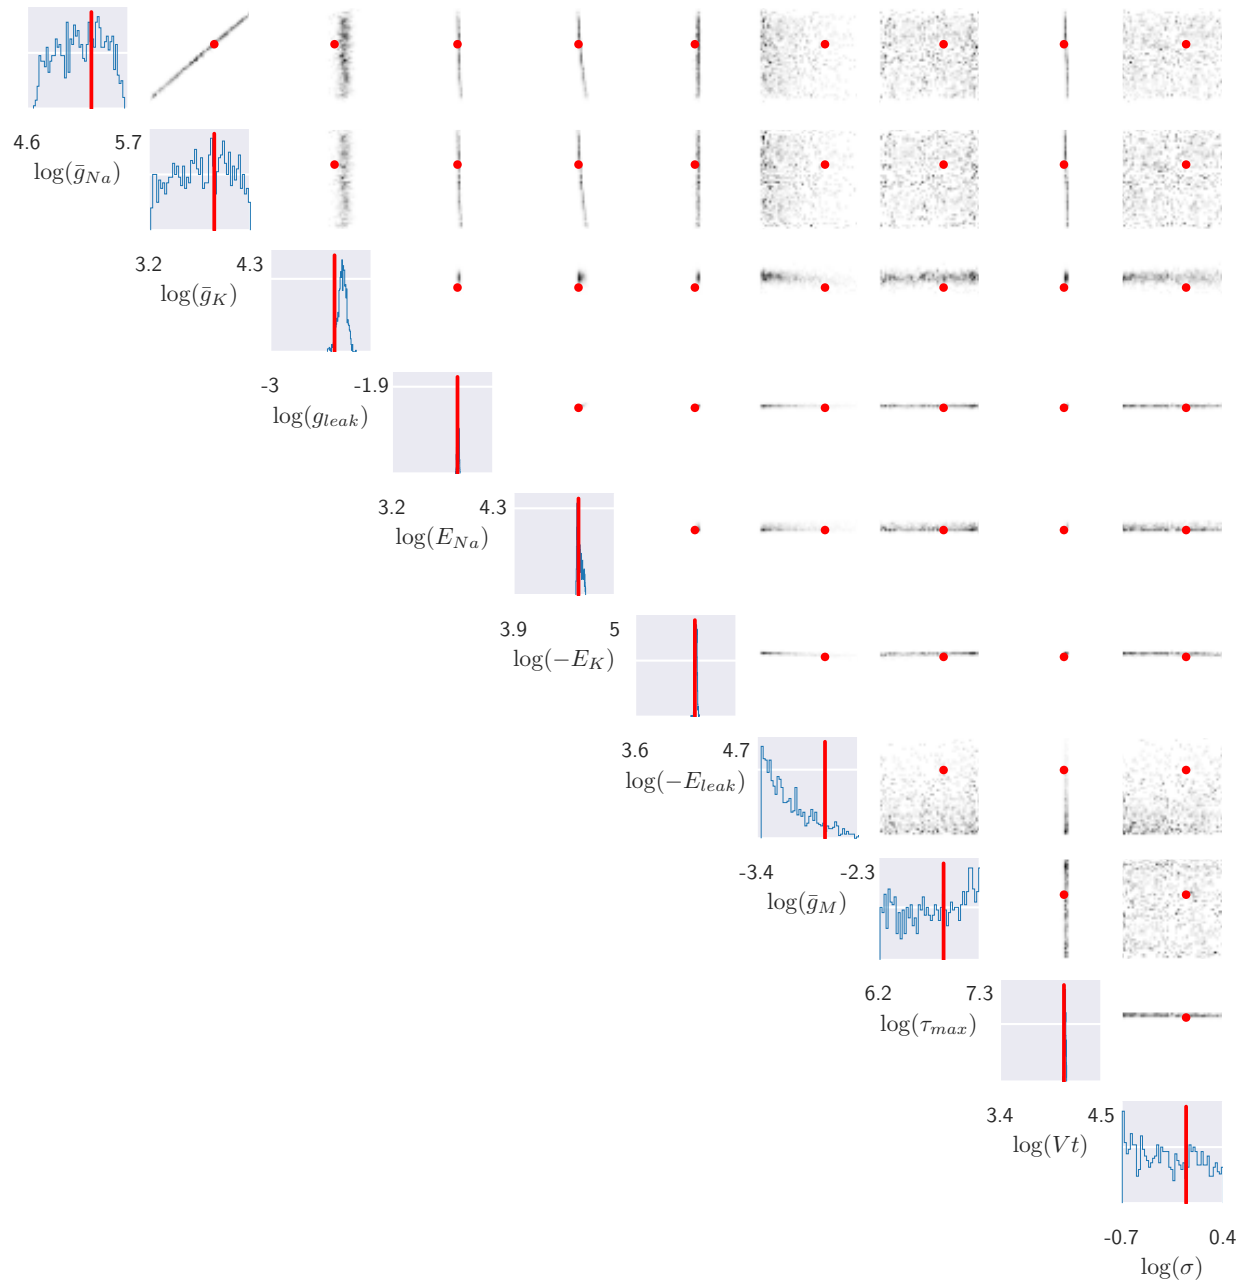 4.6 5.7
log(ḡ_Na)
3.2 4.3
log(ḡ_K)
-3 -1.9
log(g_leak)
3.2 4.3
log(E_Na)
3.9 5
log(−E_K)
3.6 4.7
log(−E_leak)
-3.4 -2.3
log(ḡ_M)
6.2 7.3
log(τ_max)
3.4 4.5
log(Vt)
-0.7 0.4
log(σ)